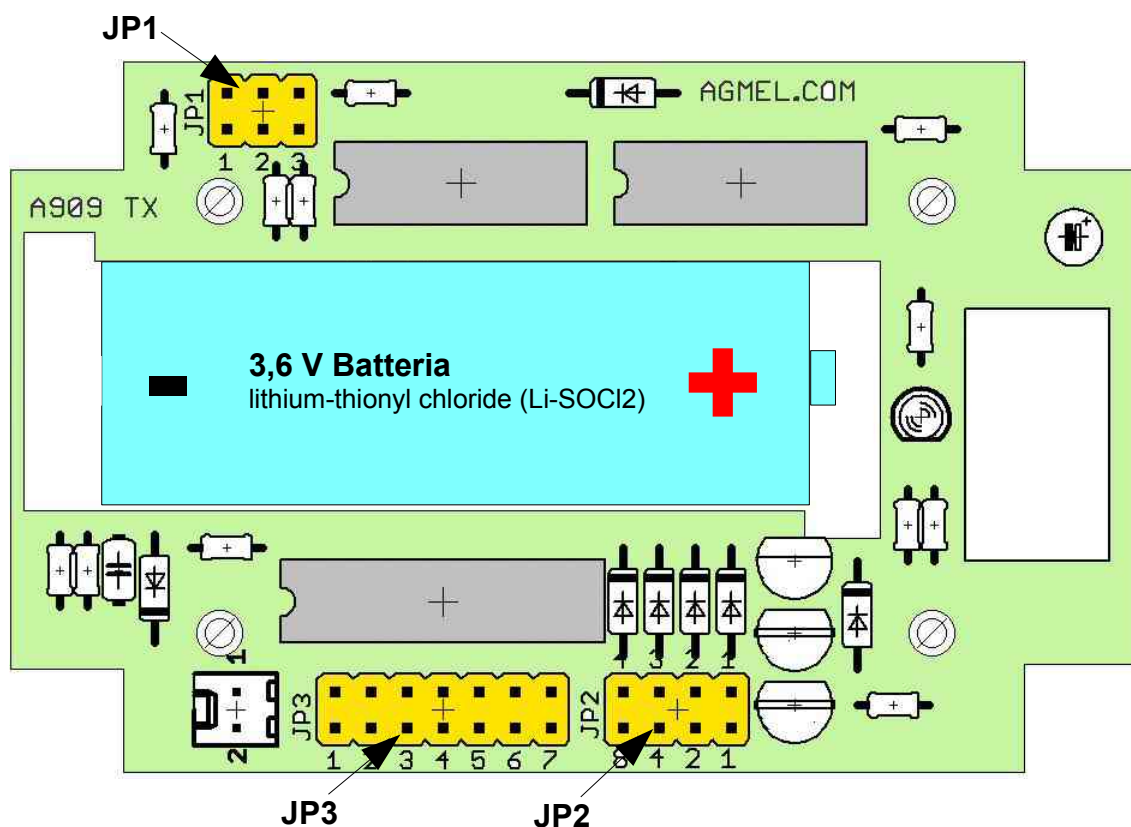 JP1
AGMEL.COM
JP1
1 2 3
A909 TX
3,6 V Batteria
lithium-thionyl chloride (Li-SOCl2)
4 3 2 1
1
2
JP3
1 2 3 4 5 6 7
JP2
8 4 2 1
JP3
JP2